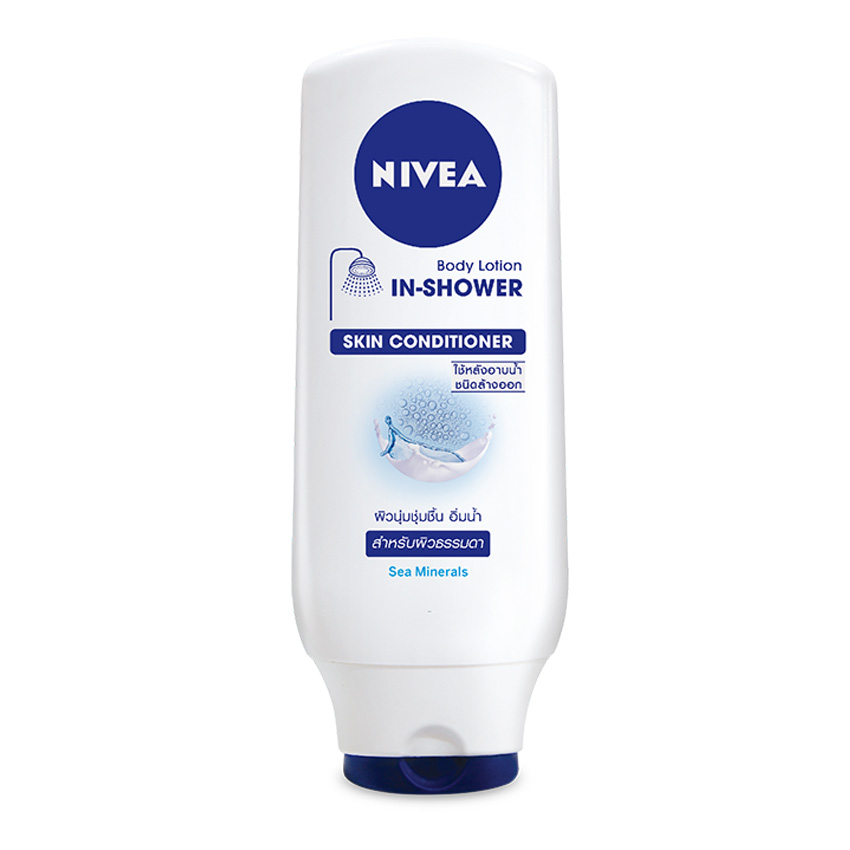 NIVEA
Body Lotion
IN-SHOWER
SKIN CONDITIONER
ใช้หลังอาบน้ำ
ชนิดล้างออก
ผิวนุ่มชุ่มชื้น อิ่มน้ำ
สำหรับผิวธรรมดา
Sea Minerals